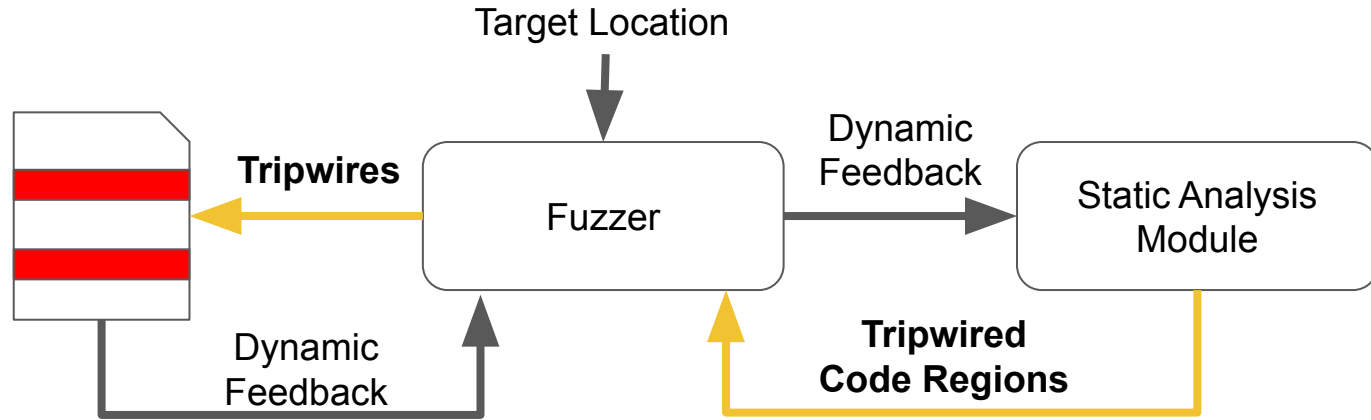 Target Location
Tripwires
Dynamic
Feedback
Fuzzer
Static Analysis
Module
Dynamic
Feedback
Tripwired
Code Regions